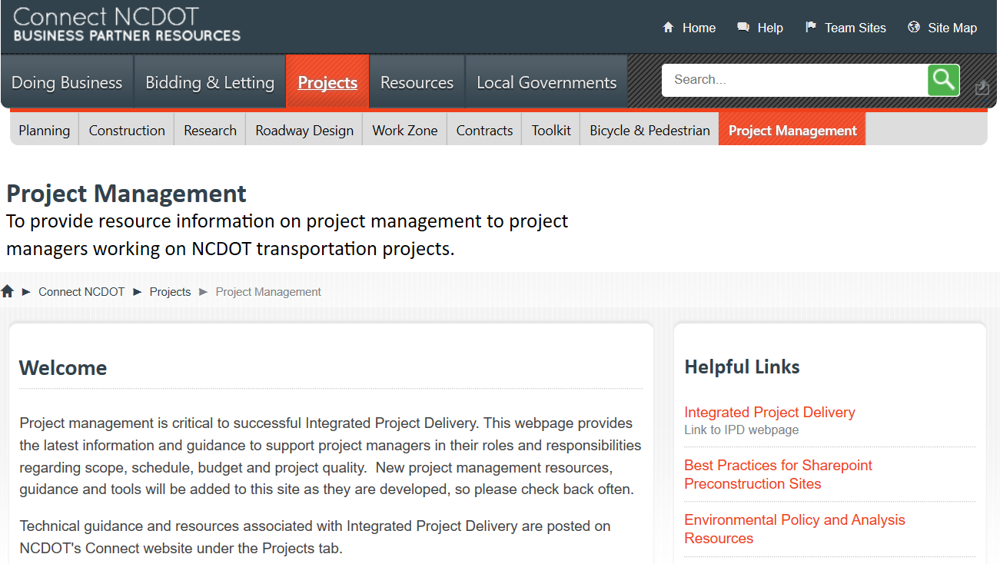 Connect NCDOT
BUSINESS PARTNER RESOURCES
Home Help Team Sites Site Map
Doing Business Bidding & Letting Projects Resources Local Governments Search...
Planning Construction Research Roadway Design Work Zone Contracts Toolkit Bicycle & Pedestrian Project Management
Project Management
To provide resource information on project management to project
managers working on NCDOT transportation projects.
Connect NCDOT Projects Project Management
Welcome
Project management is critical to successful Integrated Project Delivery. This webpage provides
the latest information and guidance to support project managers in their roles and responsibilities
regarding scope, schedule, budget and project quality.  New project management resources,
guidance and tools will be added to this site as they are developed, so please check back often.
Technical guidance and resources associated with Integrated Project Delivery are posted on
NCDOT's Connect website under the Projects tab.
Helpful Links
Integrated Project Delivery
Link to IPD webpage
Best Practices for Sharepoint
Preconstruction Sites
Environmental Policy and Analysis
Resources